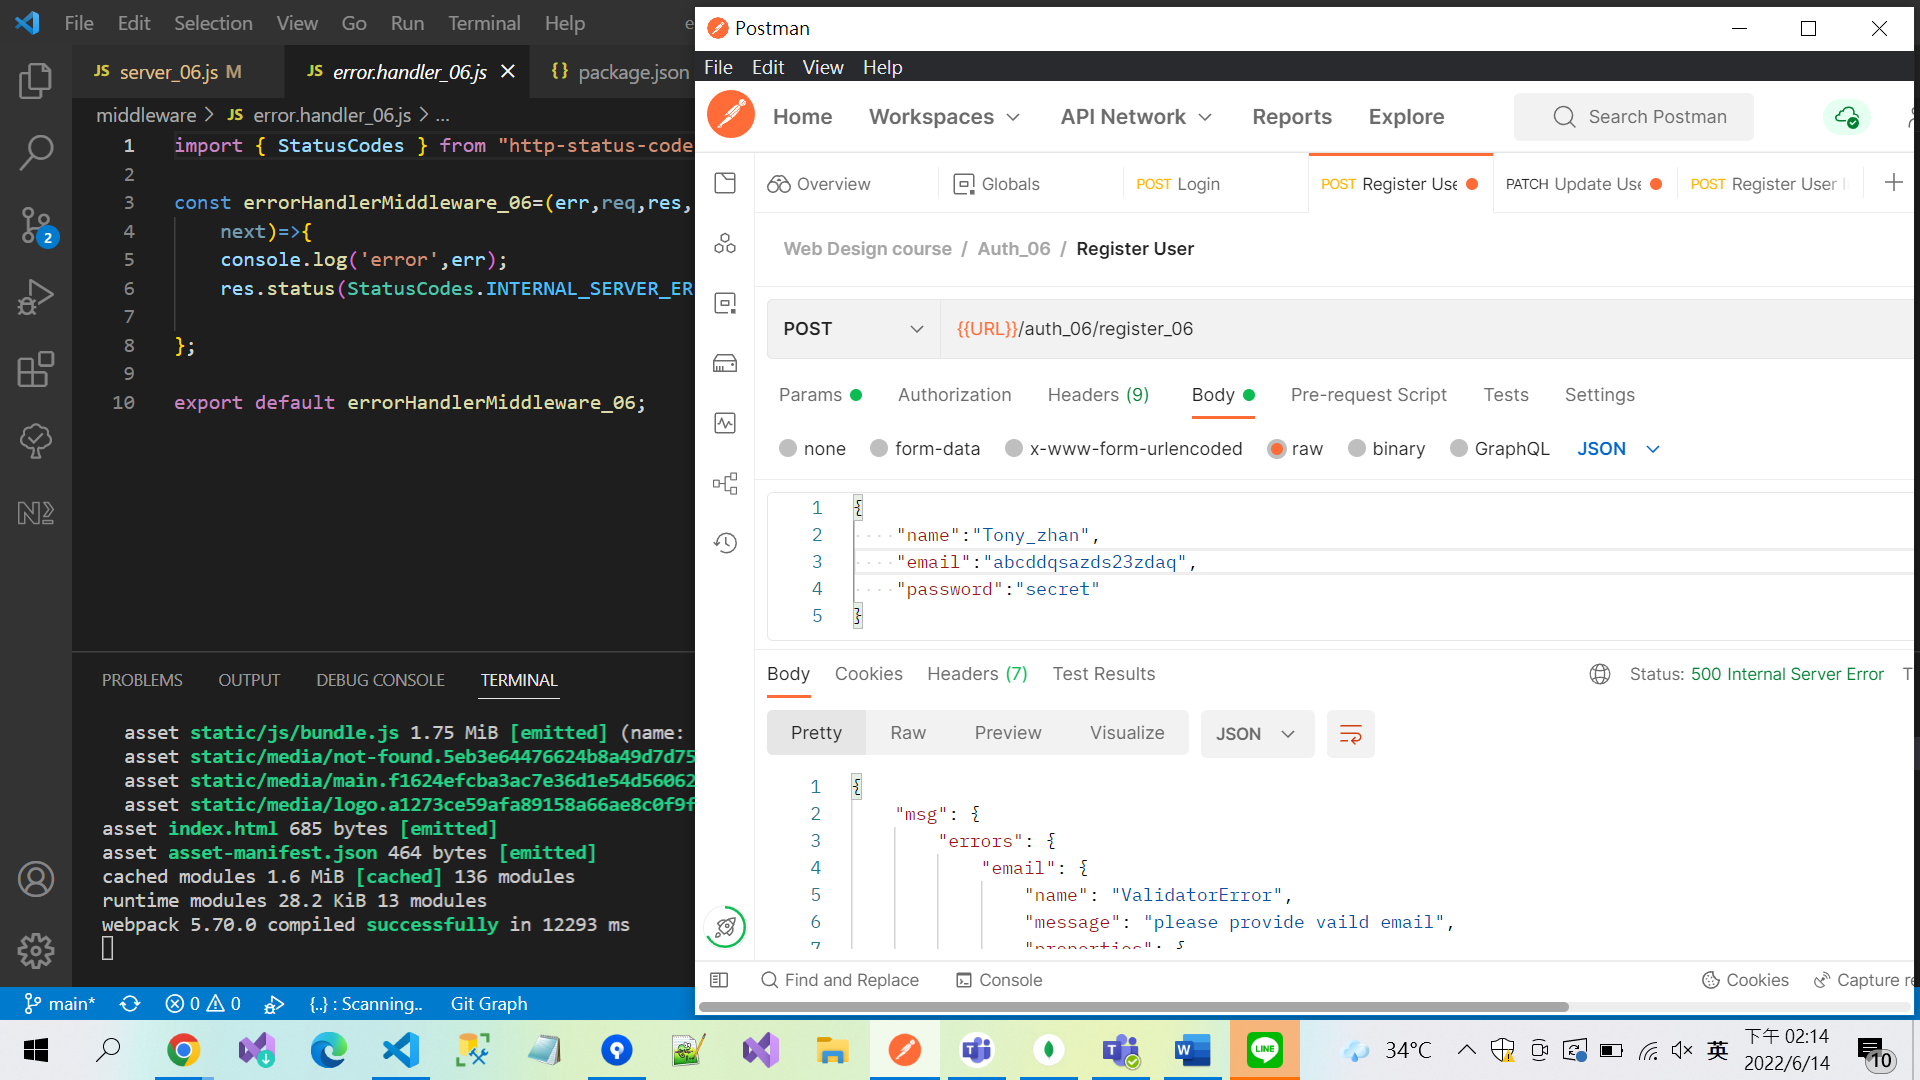 File Edit Selection View Go Run Terminal Help
JS server_06.js M
JS error.handler_06.js
{} package.json
middleware > JS error.handler_06.js > ...
1 import { StatusCodes } from "http-status-code
2
3 const errorHandlerMiddleware_06=(err,req,res,
4 next)=>{
5 console.log('error',err);
6 res.status(StatusCodes.INTERNAL_SERVER_ER
7
8 };
9
10 export default errorHandlerMiddleware_06;
2
PROBLEMS OUTPUT DEBUG CONSOLE TERMINAL
asset static/js/bundle.js 1.75 MiB [emitted] (name:
asset static/media/not-found.5eb3e64476624b8a49d7d75
asset static/media/main.f1624efcba3ac7e36d1e54d56062
asset static/media/logo.a1273ce59afa89158a66ae8c0f9f
asset index.html 685 bytes [emitted]
asset asset-manifest.json 464 bytes [emitted]
cached modules 1.6 MiB [cached] 136 modules
runtime modules 28.2 KiB 13 modules
webpack 5.70.0 compiled successfully in 12293 ms
main* 0 0 {..} : Scanning.. Git Graph
Postman
File Edit View Help
Home Workspaces API Network Reports Explore Search Postman
Overview Globals POST Login POST Register Use PATCH Update Use POST Register User
Web Design course / Auth_06 / Register User
POST {{URL}}/auth_06/register_06
Params Authorization Headers (9) Body Pre-request Script Tests Settings
none form-data x-www-form-urlencoded raw binary GraphQL JSON
1 {
2 "name":"Tony_zhan",
3 "email":"abcddqsazds23zdaq",
4 "password":"secret"
5 }
Body Cookies Headers (7) Test Results Status: 500 Internal Server Error T
Pretty Raw Preview Visualize JSON
1 {
2 "msg": {
3 "errors": {
4 "email": {
5 "name": "ValidatorError",
6 "message": "please provide vaild email",
7 "properties": {
Find and Replace Console Cookies Capture re
N
W
LINE
34°C
英
下午 02:14
2022/6/14
10